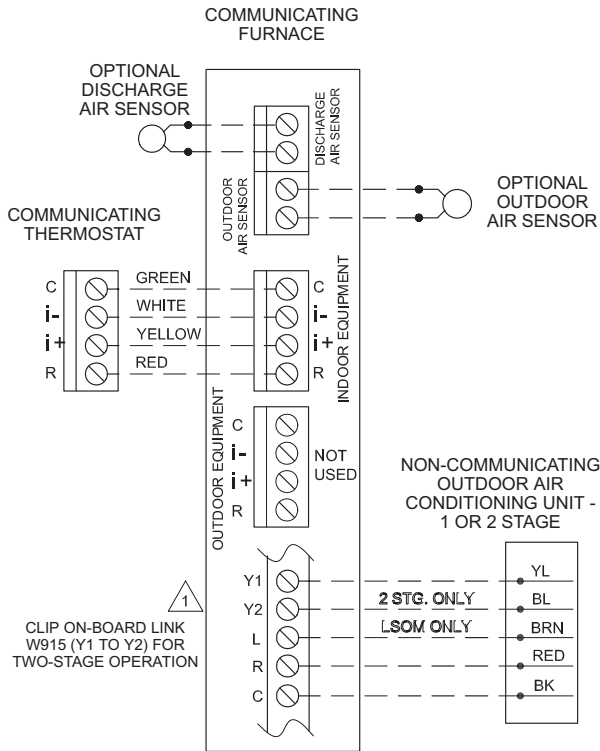 COMMUNICATING
FURNACE
OPTIONAL
DISCHARGE
AIR SENSOR
DISCHARGE
AIR SENSOR
OUTDOOR
AIR SENSOR
OPTIONAL
OUTDOOR
AIR SENSOR
COMMUNICATING
THERMOSTAT
C
i-
i+
R
GREEN
WHITE
YELLOW
RED
C
i-
i+
R
INDOOR EQUIPMENT
OUTDOOR EQUIPMENT
C
i-
i+
R
NOT
USED
NON-COMMUNICATING
OUTDOOR AIR
CONDITIONING UNIT -
1 OR 2 STAGE
1
CLIP ON-BOARD LINK
W915 (Y1 TO Y2) FOR
TWO-STAGE OPERATION
Y1
Y2
L
R
C
2 STG. ONLY
LSOM ONLY
YL
BL
BRN
RED
BK